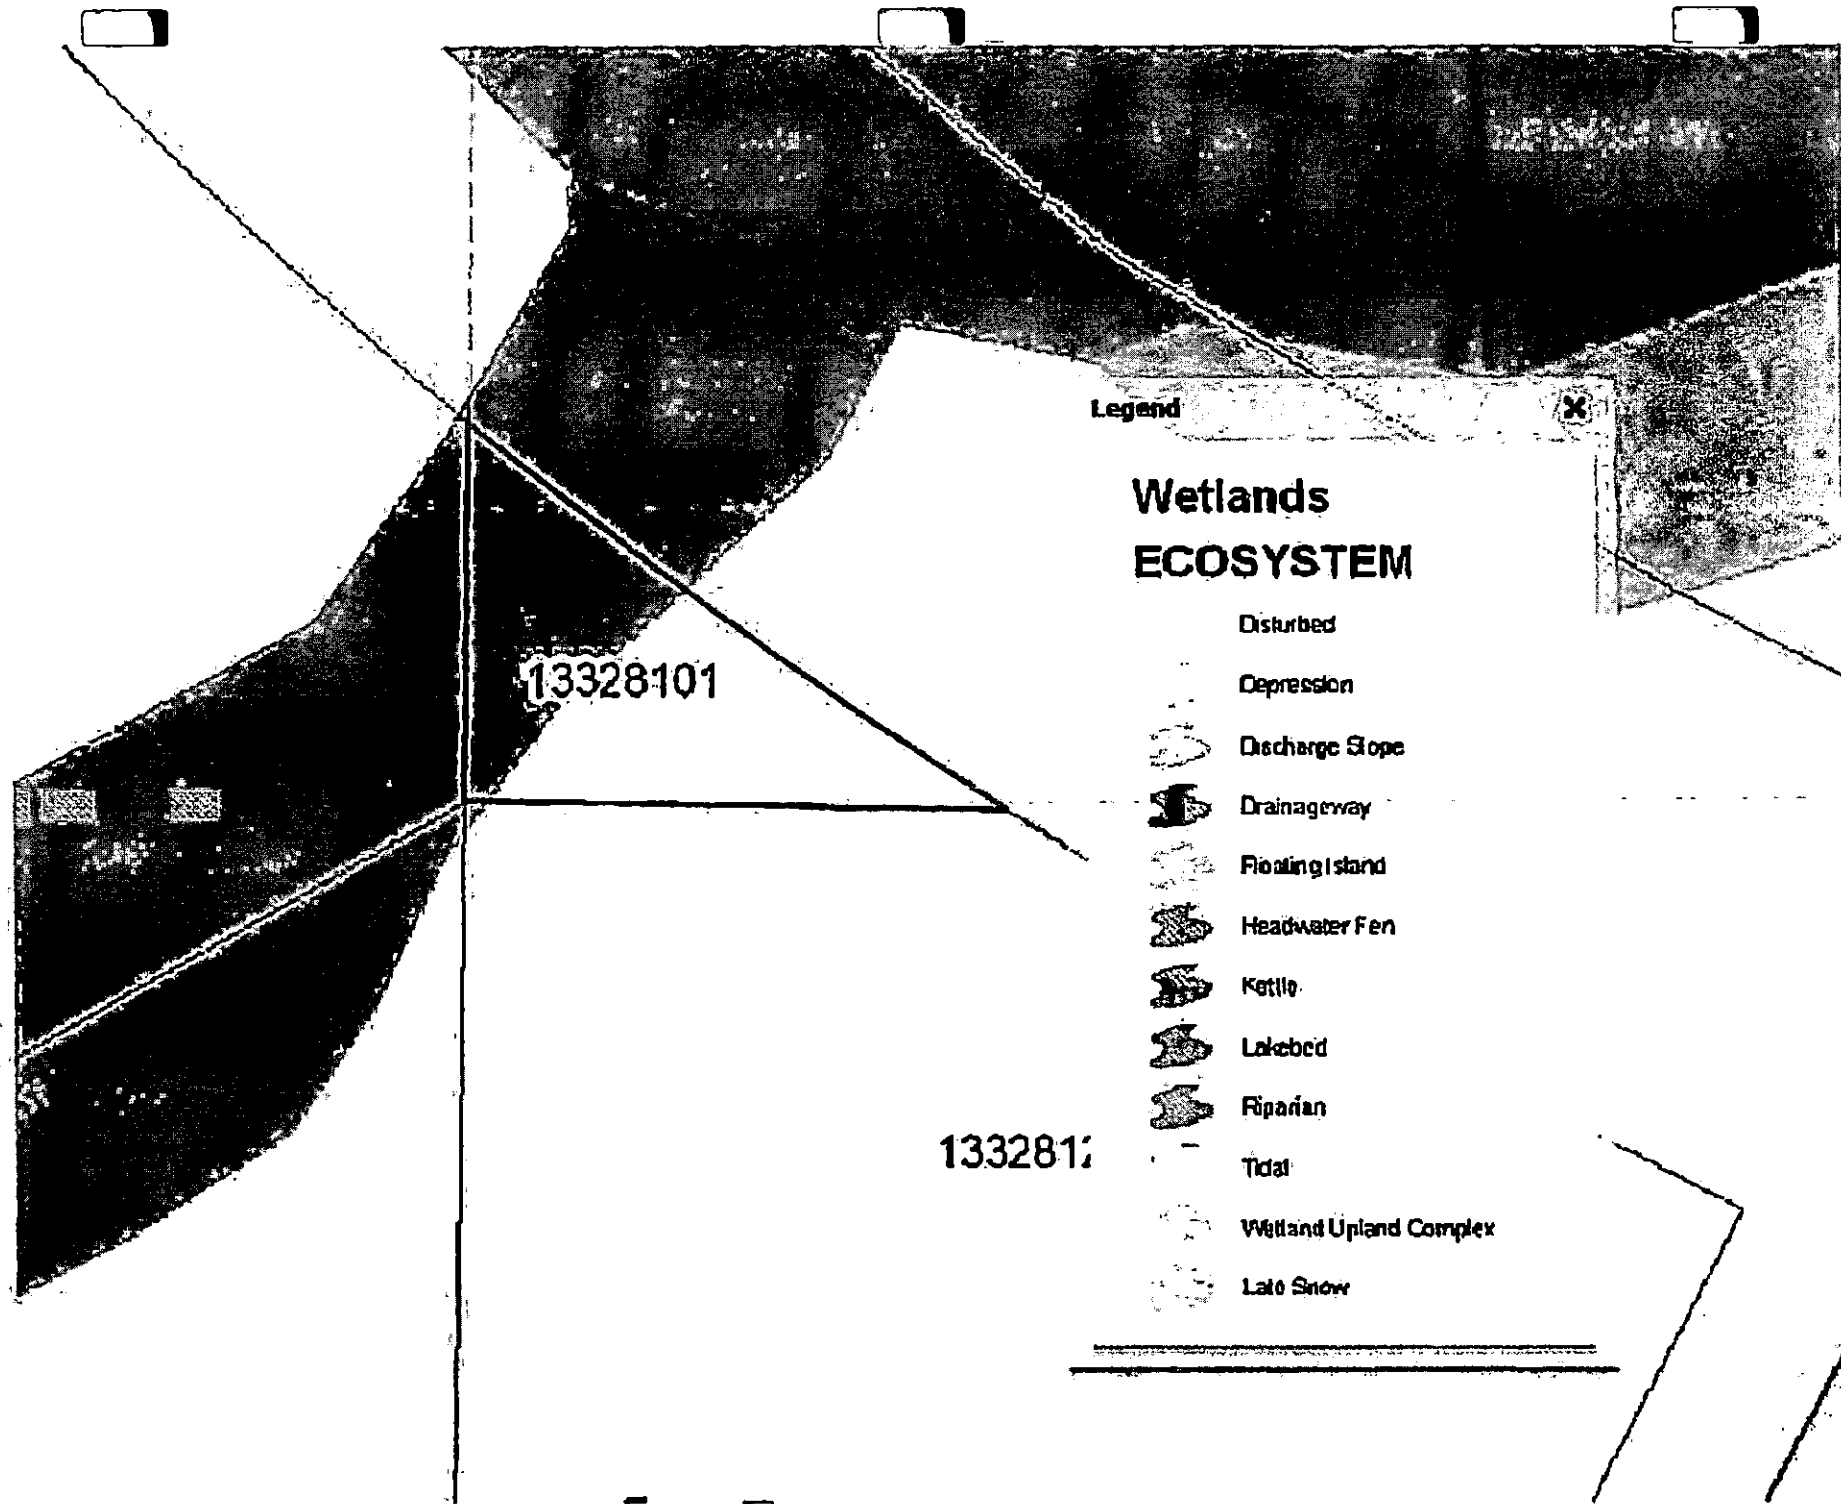 Legend
Wetlands
ECOSYSTEM
Disturbed
13328101
Depression
Discharge Slope
Drainageway
Floating Island
Headwater Fen
Kettle
Lakebed
Riparian
1332812
Tidal
Wetland Upland Complex
Late Snow